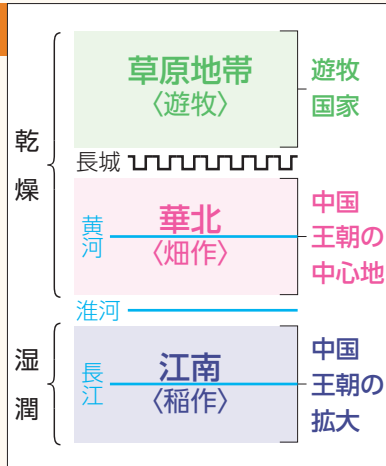 乾燥
草原地帯
〈遊牧〉
遊牧
国家
長城
黄河
華北
〈畑作〉
中国
王朝の
中心地
淮河
湿潤
長江
江南
〈稲作〉
中国
王朝の
拡大